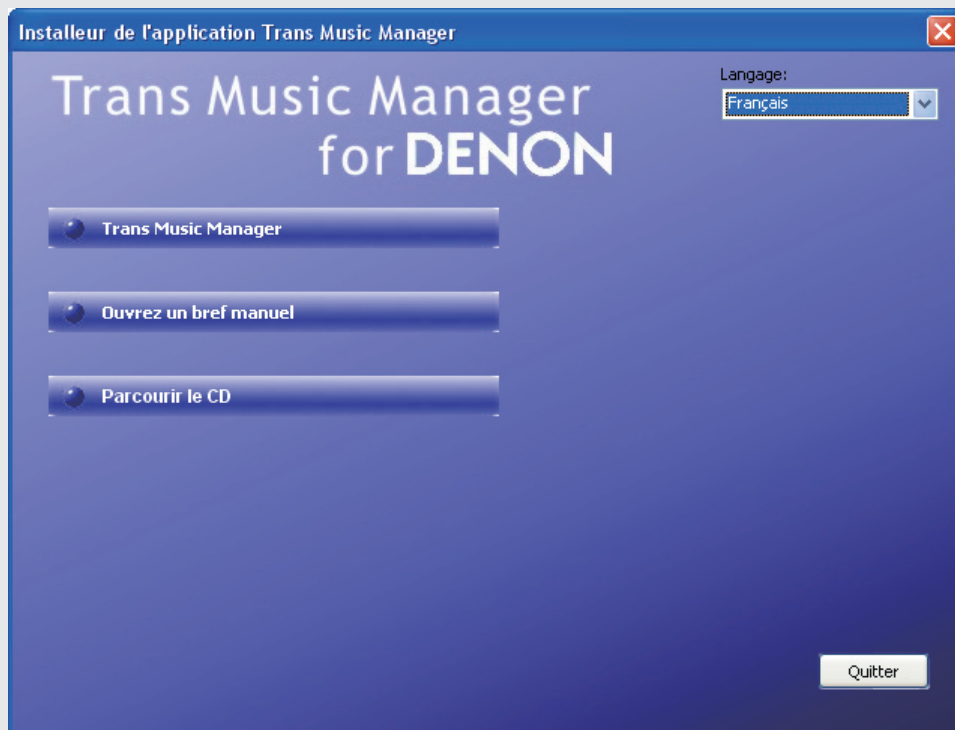 Installeur de l'application Trans Music Manager
Trans Music Manager
for DENON
Langage:
Français
Trans Music Manager
Ouvrez un bref manuel
Parcourir le CD
Quitter